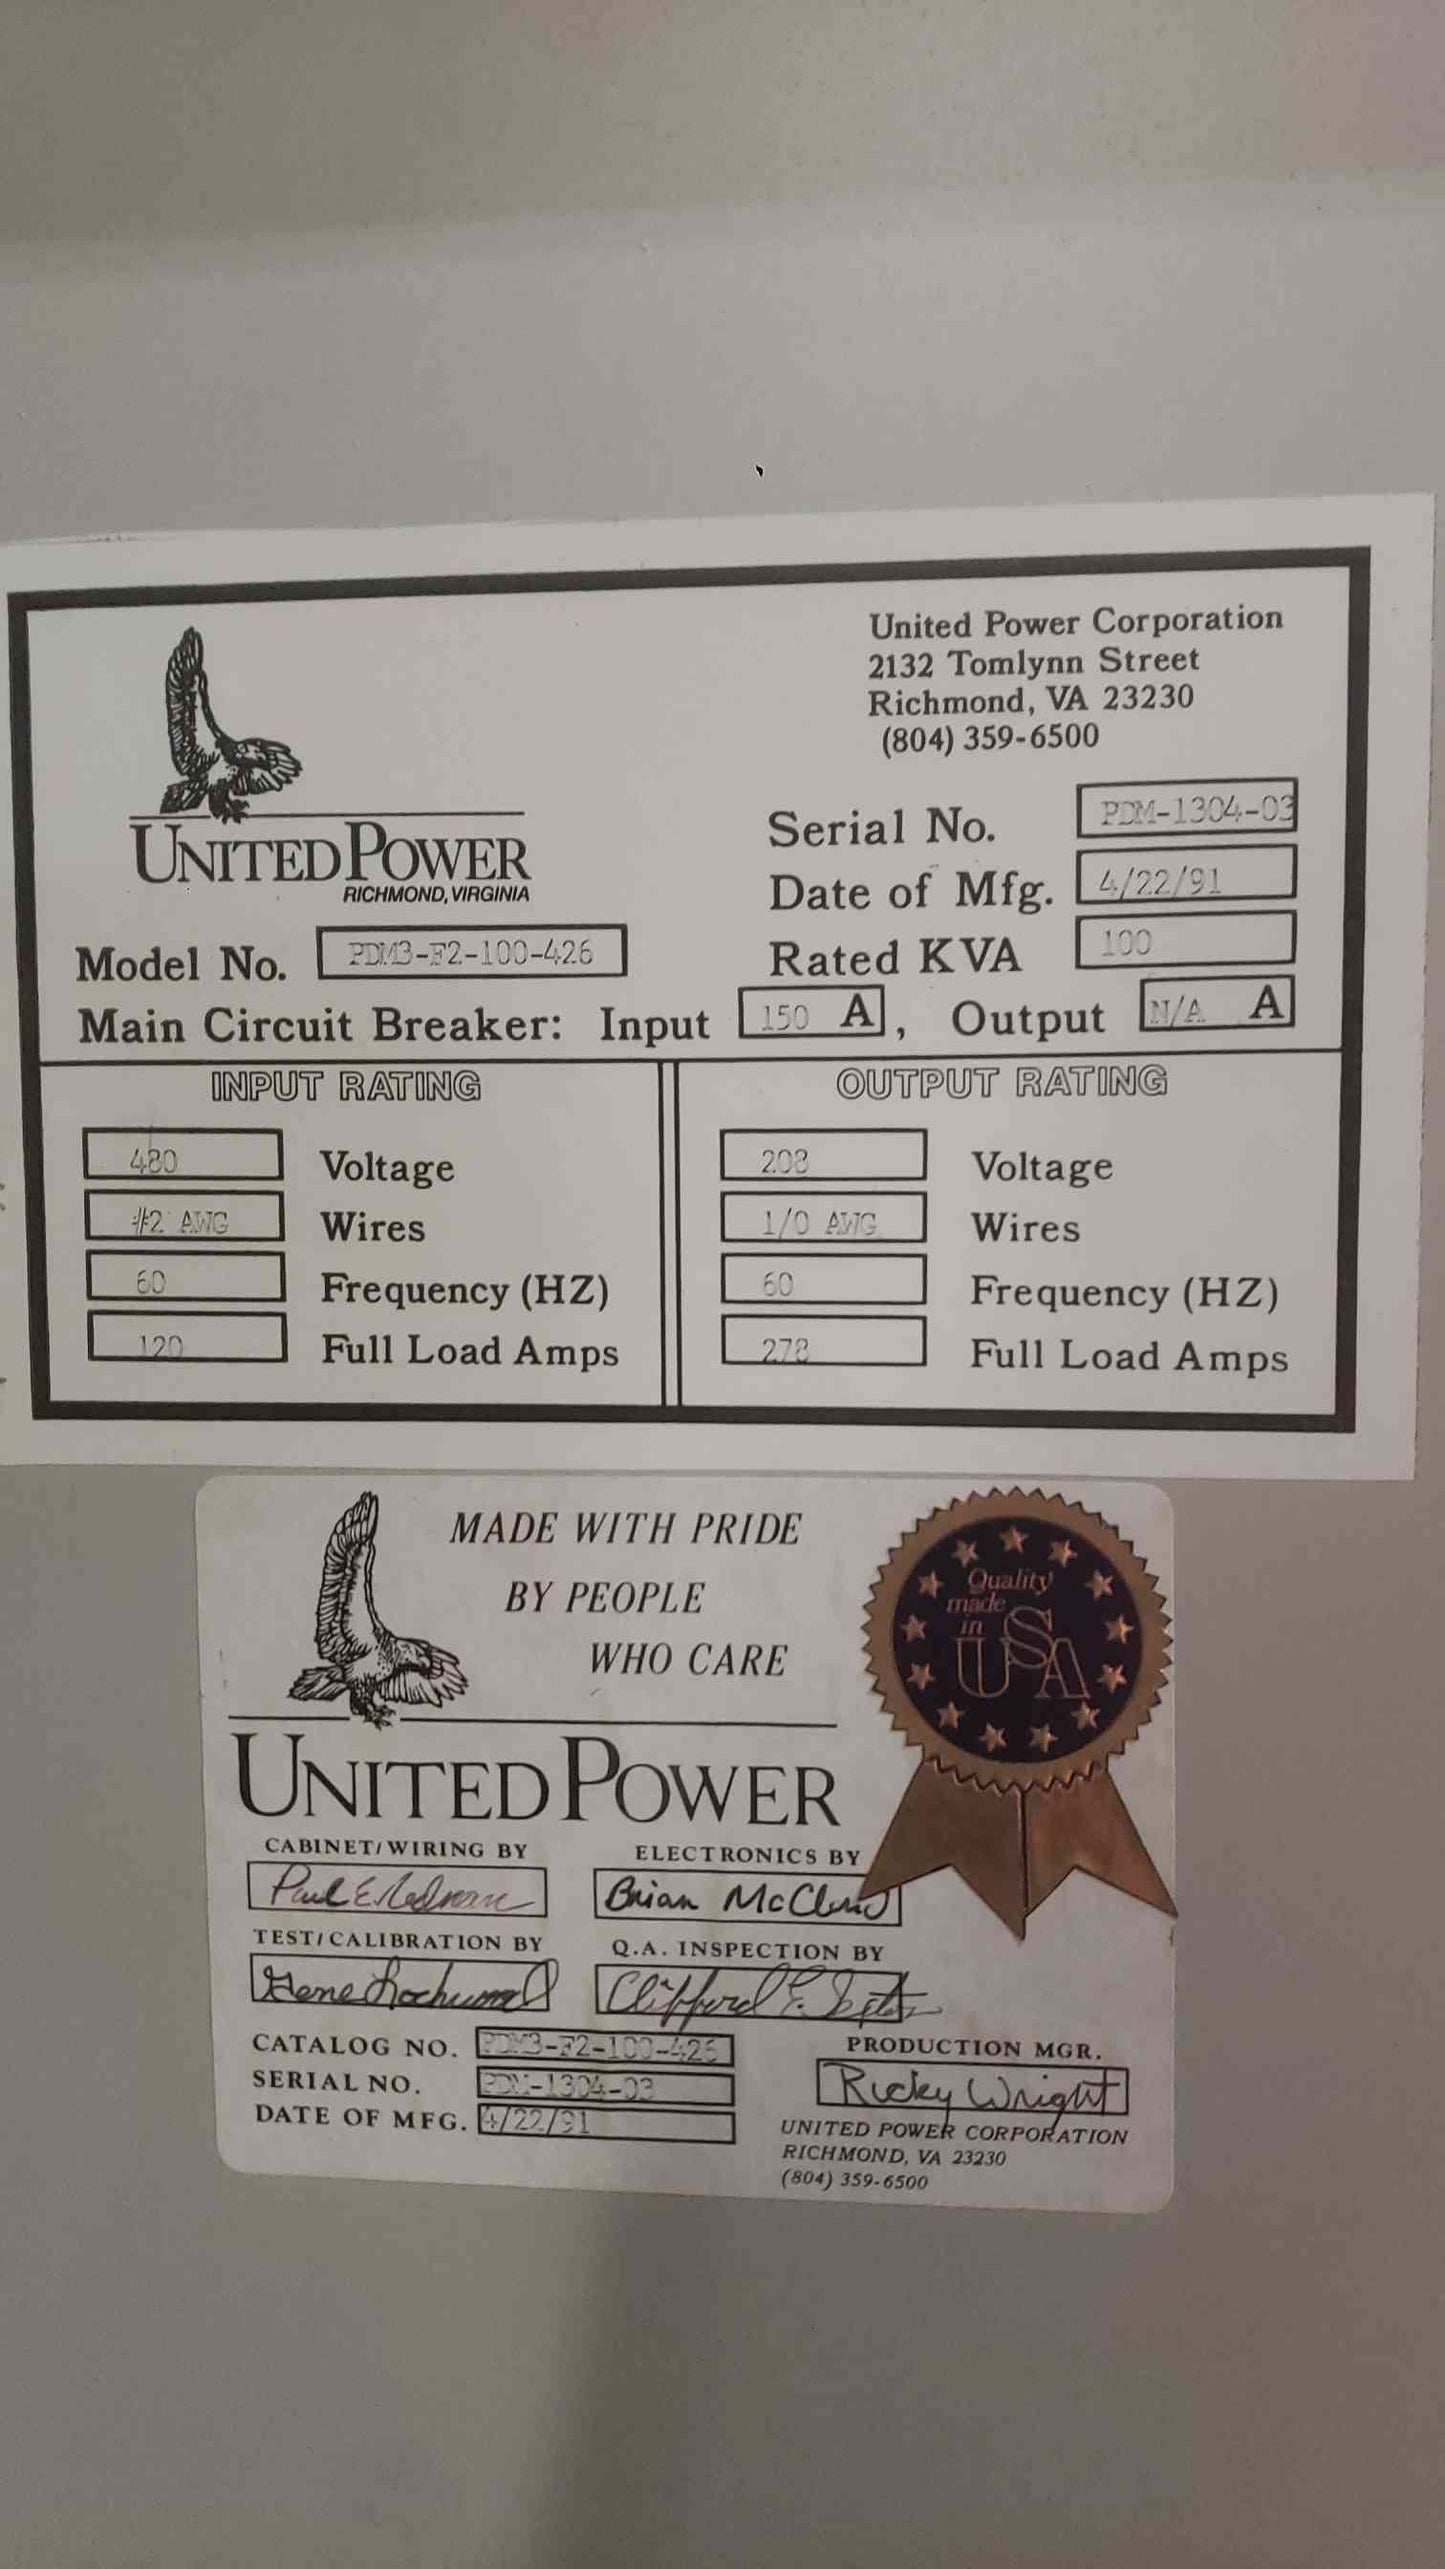 United Power Corporation
2132 Tomlynn Street
Richmond, VA 23230
(804) 359-6500
UNITED POWER
RICHMOND, VIRGINIA
Serial No. PDM-1304-03
Date of Mfg. 4/22/91
Model No. PDM3-F2-100-426
Rated KVA 100
Main Circuit Breaker: Input 150 A, Output N/A A
INPUT RATING
480 Voltage
#2 AWG Wires
60 Frequency (HZ)
120 Full Load Amps
OUTPUT RATING
208 Voltage
1/0 AWG Wires
60 Frequency (HZ)
278 Full Load Amps
MADE WITH PRIDE
BY PEOPLE
WHO CARE
Quality
made
in
USA
UNITED POWER
CABINET/WIRING BY
Paul E.
ELECTRONICS BY
Brian
TEST/CALIBRATION BY
Gene
Q.A. INSPECTION BY
Clifford E.
CATALOG NO. PDM3-F2-100-426
SERIAL NO. PDM-1304-03
DATE OF MFG. 4/22/91
PRODUCTION MGR.
Ricky Wright
UNITED POWER CORPORATION
RICHMOND, VA 23230
(804) 359-6500